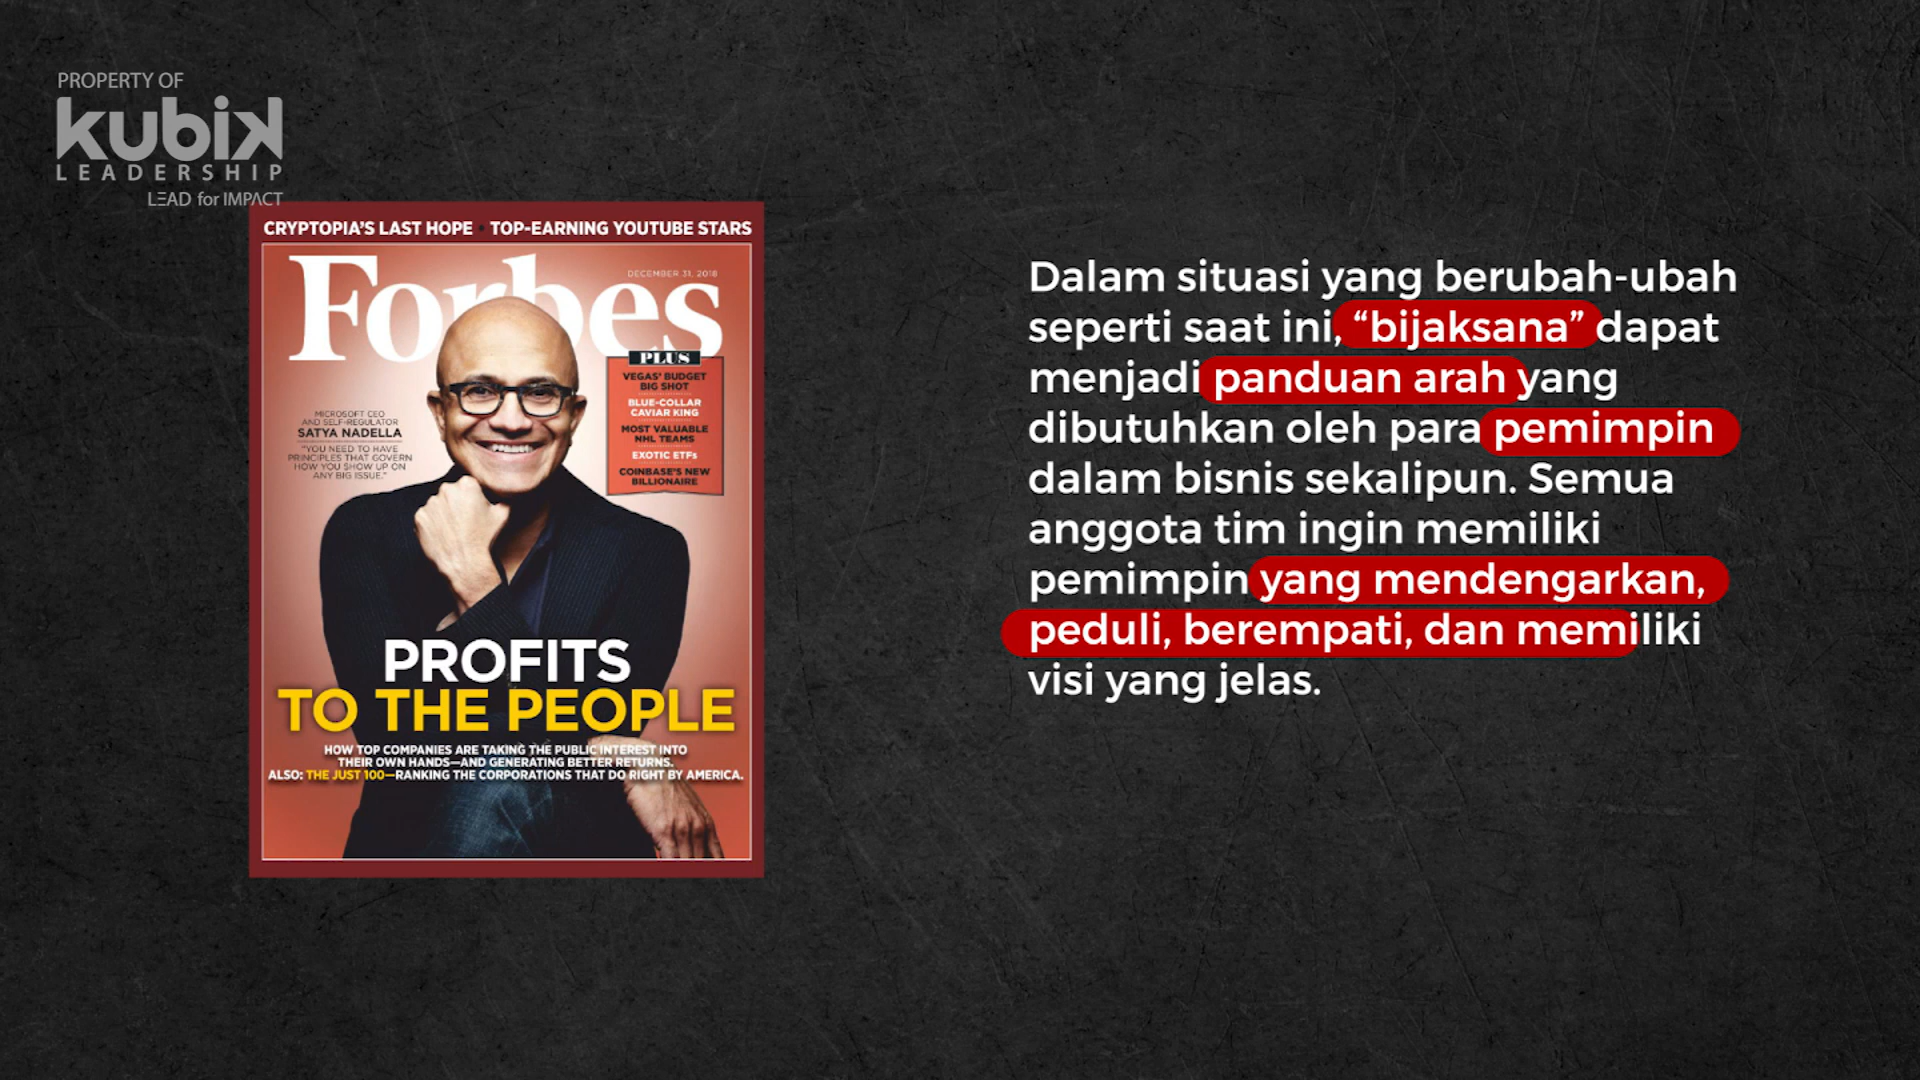 PROPERTY OF
kubik
LEADERSHIP
LEAD for IMPACT
CRYPTOPIA'S LAST HOPE • TOP-EARNING YOUTUBE STARS
Forbes
DECEMBER 31, 2018
PLUS
VEGAS' BUDGET
BIG SHOT
BLUE-COLLAR
CAVIAR KING
MOST VALUABLE
NHL TEAMS
EXOTIC ETFs
COINBASE'S NEW
BILLIONAIRE
MICROSOFT CEO
AND SELF-REGULATOR
SATYA NADELLA
"YOU NEED TO HAVE
PRINCIPLES THAT GOVERN
HOW YOU SHOW UP ON
ANY BIG ISSUE."
PROFITS
TO THE PEOPLE
HOW TOP COMPANIES ARE TAKING THE PUBLIC INTEREST INTO
THEIR OWN HANDS—AND GENERATING BETTER RETURNS.
ALSO: THE JUST 100—RANKING THE CORPORATIONS THAT DO RIGHT BY AMERICA.
Dalam situasi yang berubah-ubah
seperti saat ini, “bijaksana” dapat
menjadi panduan arah yang
dibutuhkan oleh para pemimpin
dalam bisnis sekalipun. Semua
anggota tim ingin memiliki
pemimpin yang mendengarkan,
peduli, berempati, dan memiliki
visi yang jelas.